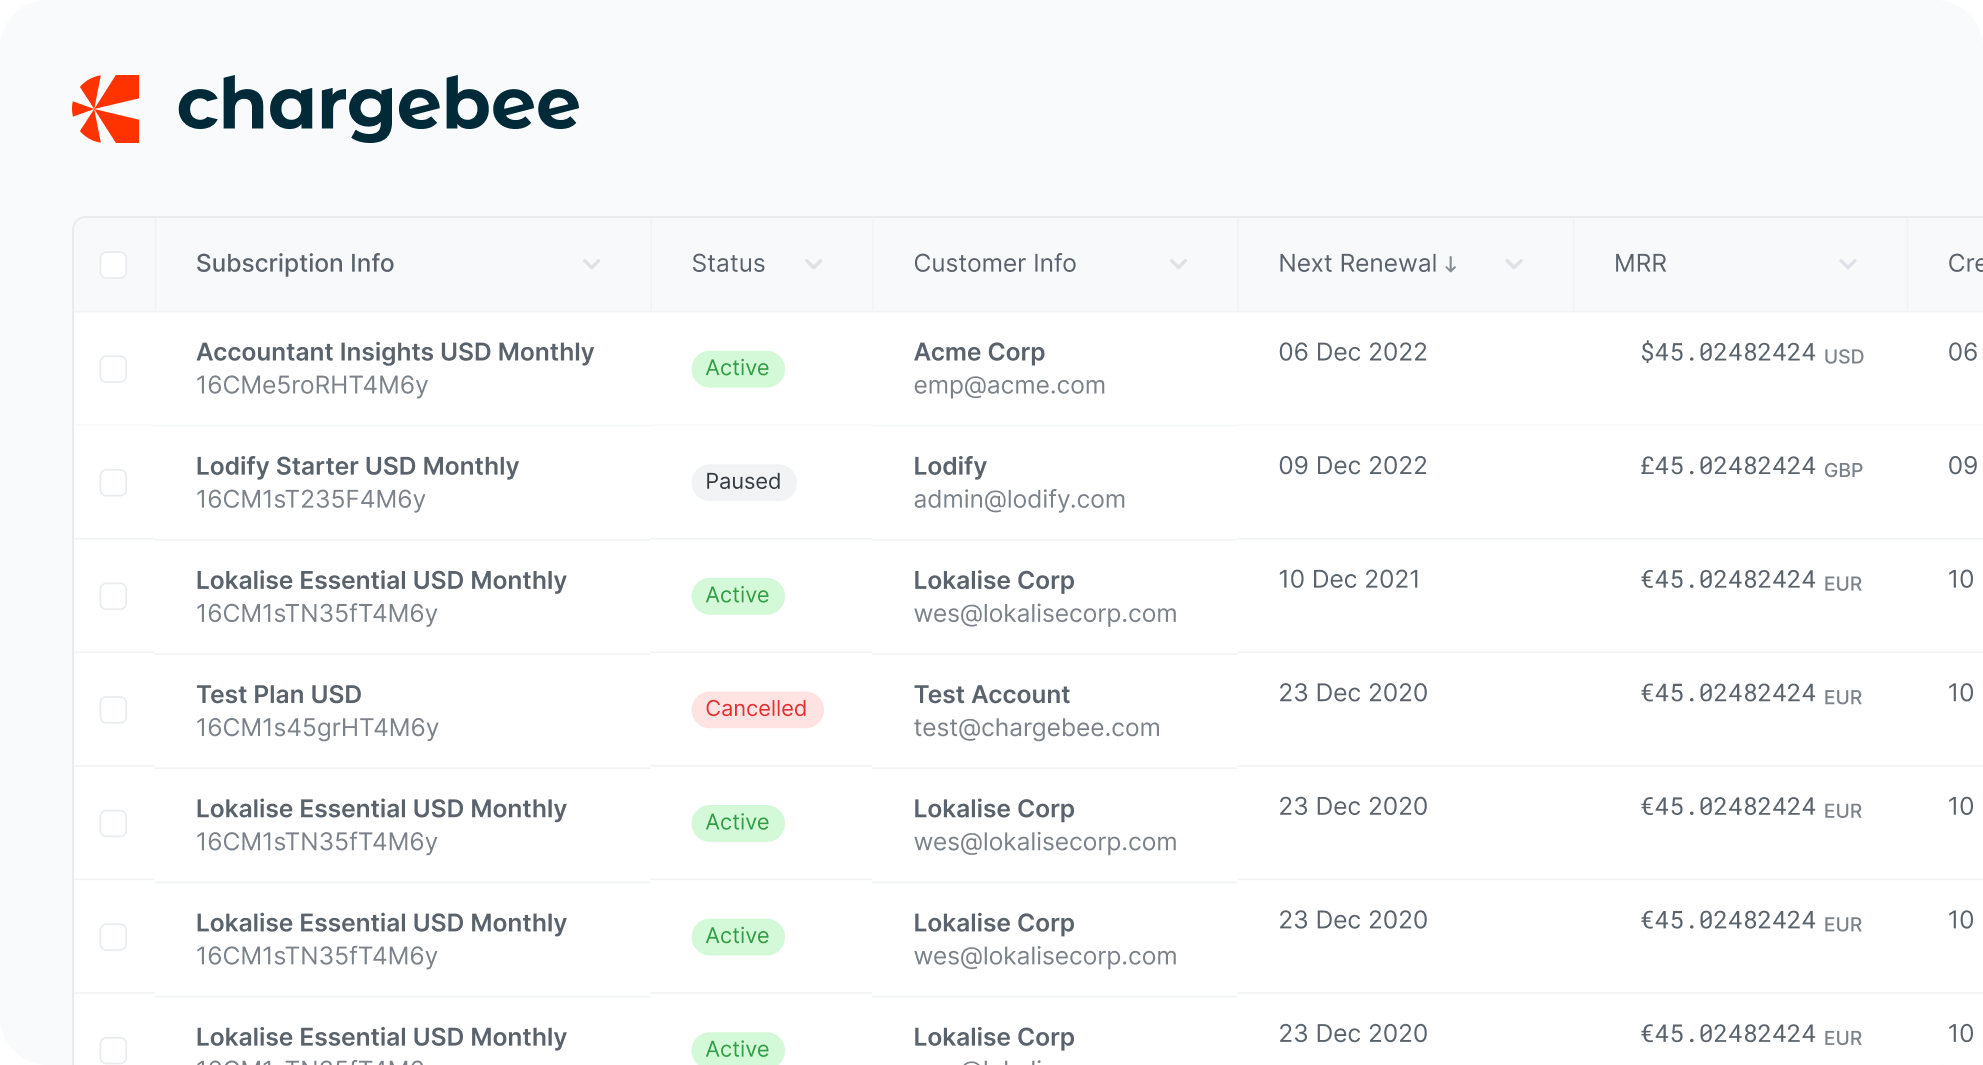 chargebee
Subscription Info Status Customer Info Next Renewal ↓ MRR Cre
Accountant Insights USD Monthly Active Acme Corp 06 Dec 2022 $45.02482424 USD 06
16CMe5roRHT4M6y emp@acme.com
Lodify Starter USD Monthly Paused Lodify 09 Dec 2022 £45.02482424 GBP 09
16CM1sT235F4M6y admin@lodify.com
Lokalise Essential USD Monthly Active Lokalise Corp 10 Dec 2021 €45.02482424 EUR 10
16CM1sTN35fT4M6y wes@lokalisecorp.com
Test Plan USD Cancelled Test Account 23 Dec 2020 €45.02482424 EUR 10
16CM1s45grHT4M6y test@chargebee.com
Lokalise Essential USD Monthly Active Lokalise Corp 23 Dec 2020 €45.02482424 EUR 10
16CM1sTN35fT4M6y wes@lokalisecorp.com
Lokalise Essential USD Monthly Active Lokalise Corp 23 Dec 2020 €45.02482424 EUR 10
16CM1sTN35fT4M6y wes@lokalisecorp.com
Lokalise Essential USD Monthly Active Lokalise Corp 23 Dec 2020 €45.02482424 EUR 10